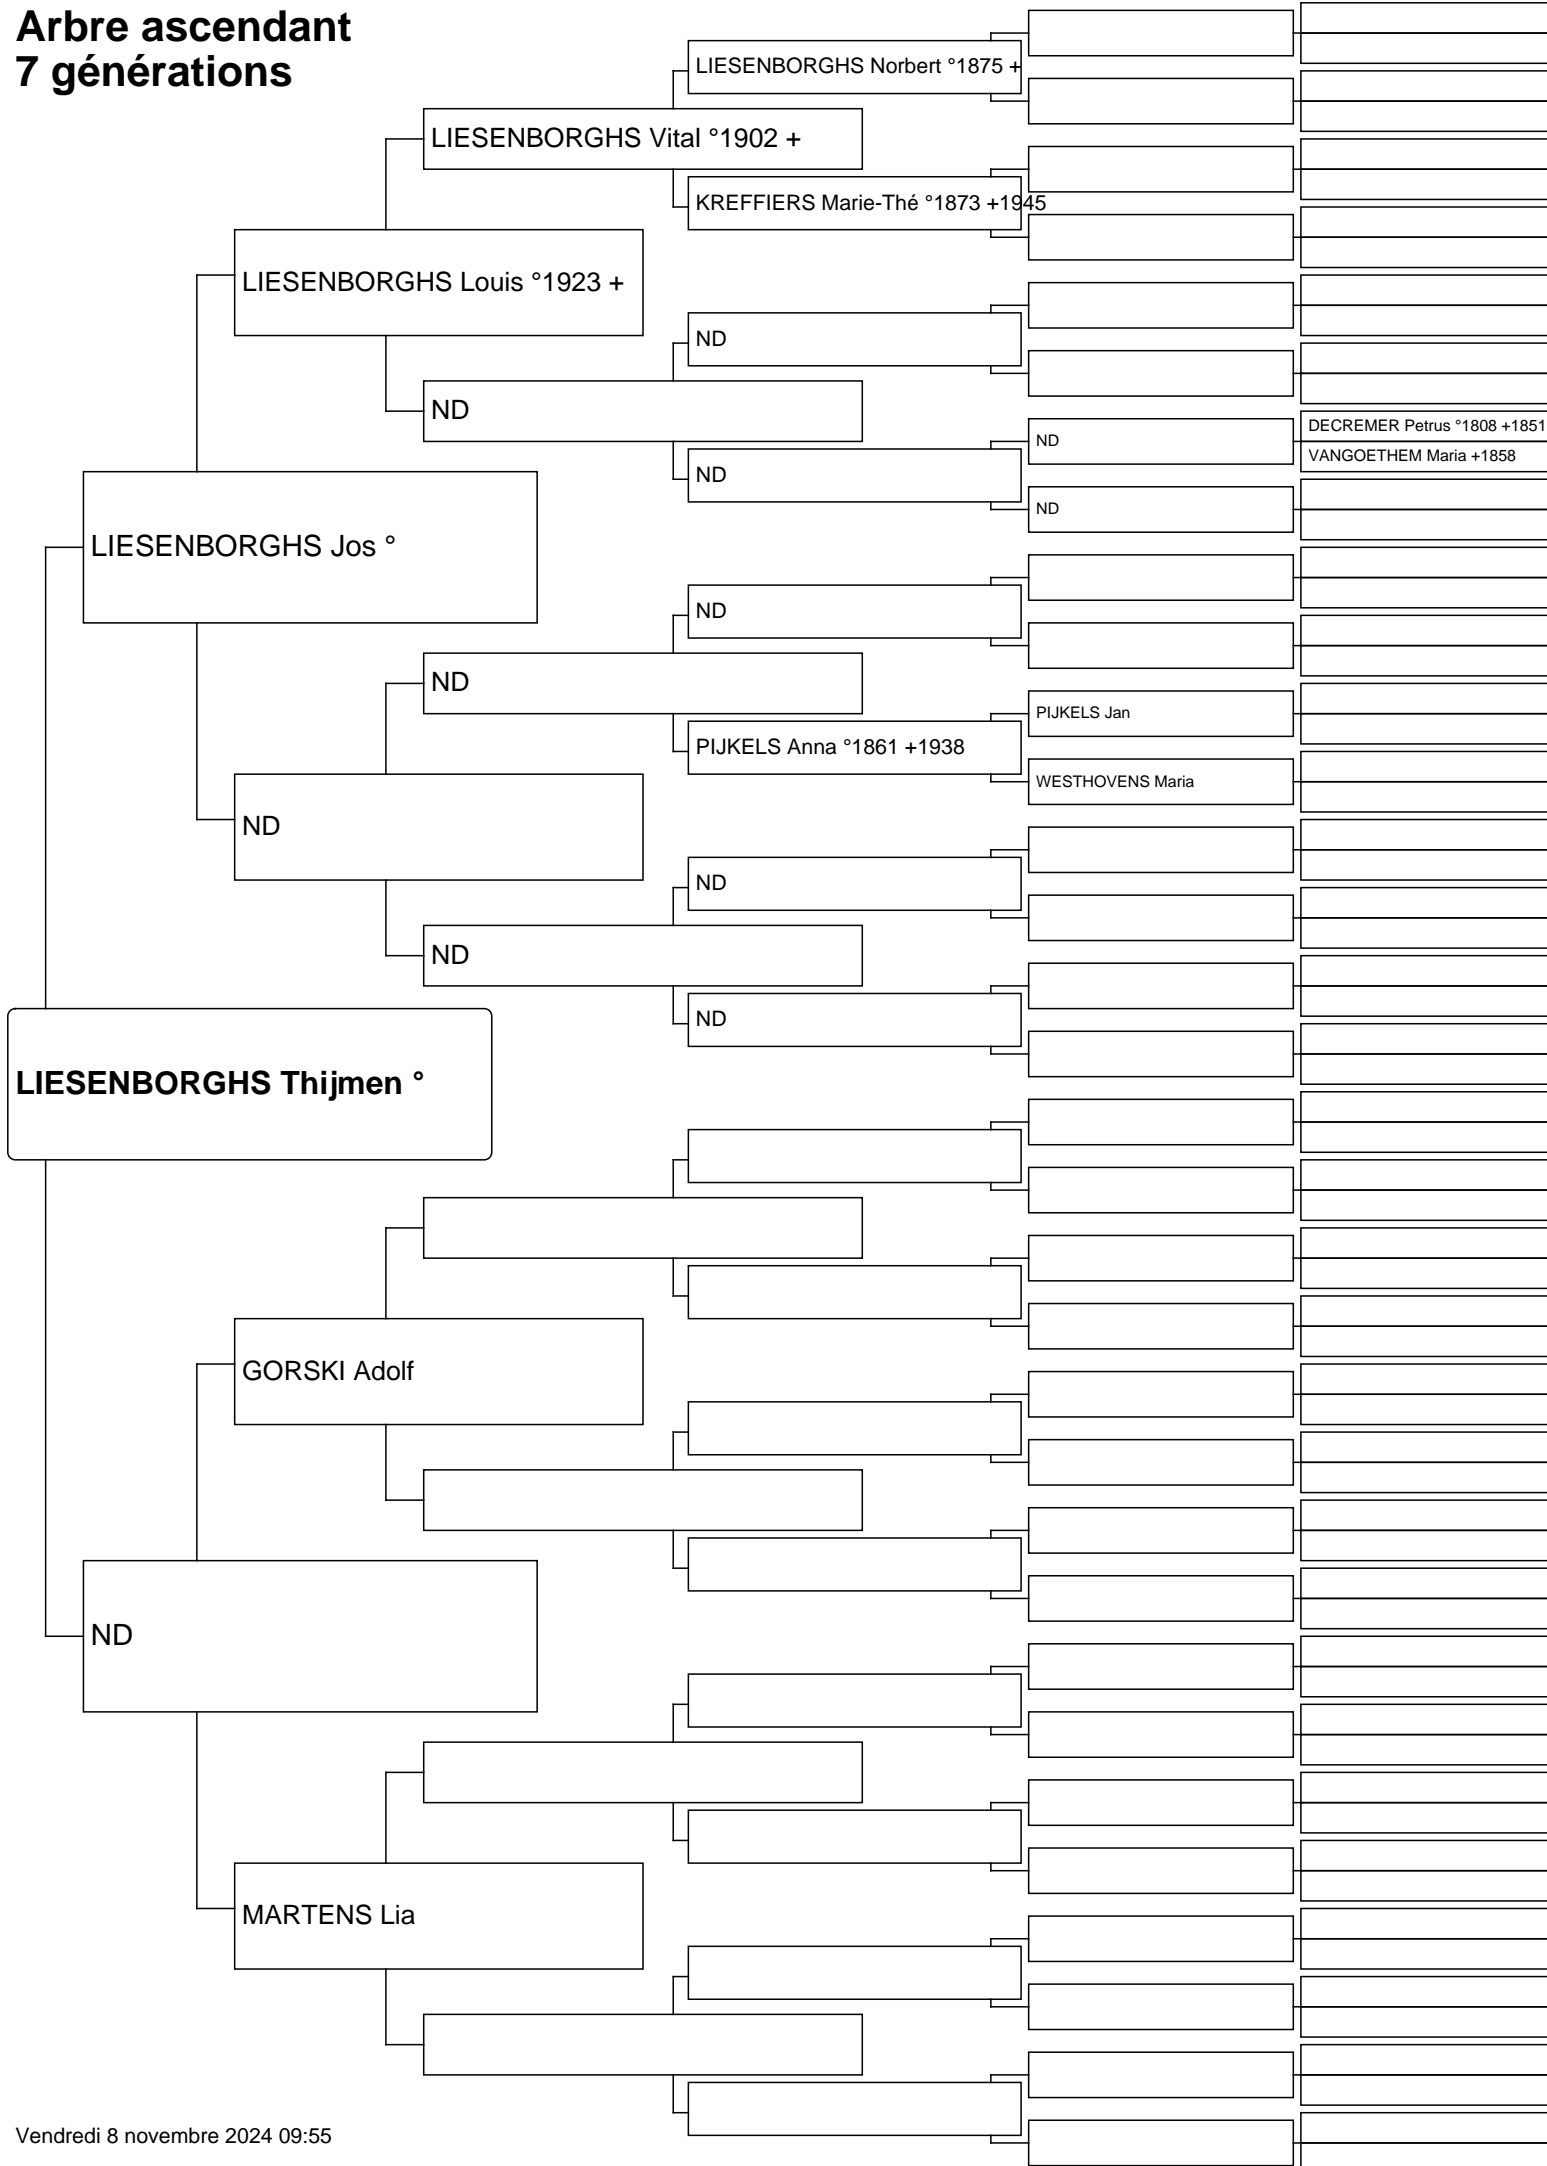 Arbre ascendant
7 générations
LIESENBORGHS Norbert °1875 +
LIESENBORGHS Vital °1902 +
KREFFIERS Marie-Thé °1873 +1945
LIESENBORGHS Louis °1923 +
ND
ND
DECREMER Petrus °1808 +1851
ND
VANGOETHEM Maria +1858
ND
ND
LIESENBORGHS Jos °
ND
ND
PIJKELS Jan
PIJKELS Anna °1861 +1938
WESTHOVENS Maria
ND
ND
ND
ND
LIESENBORGHS Thijmen °
GORSKI Adolf
ND
MARTENS Lia
Vendredi 8 novembre 2024 09:55